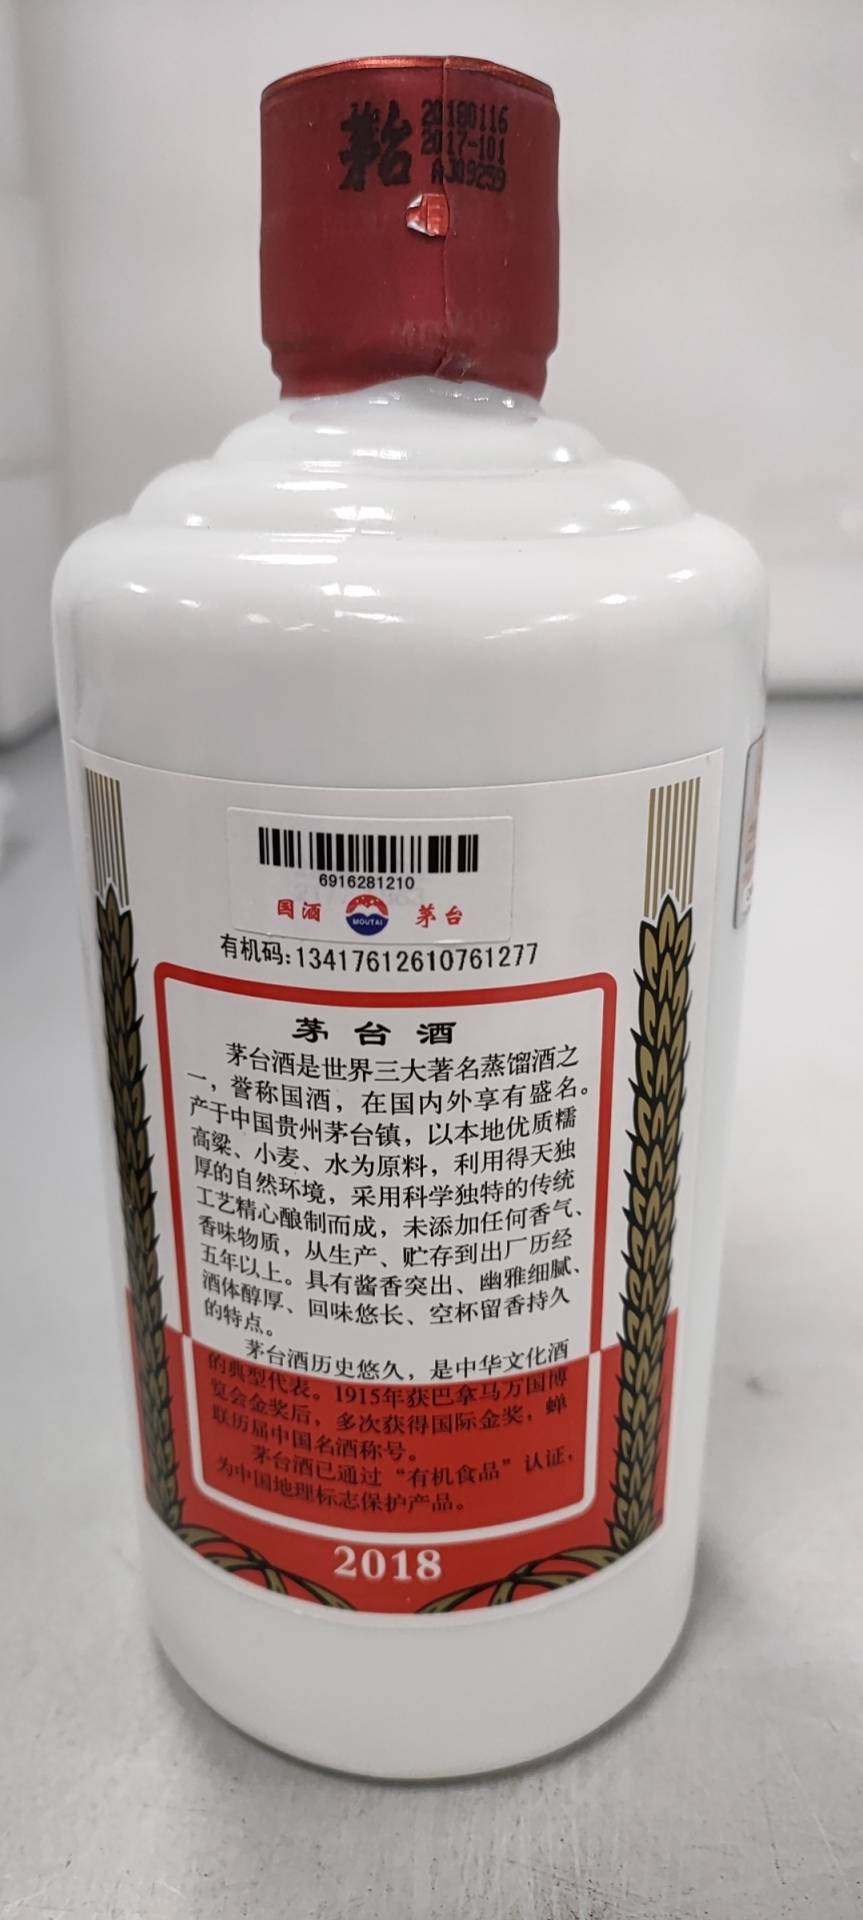 茅台
20180116
2017-101
A309259
6916281210
国酒
MOUTAI
茅台
有机码:13417612610761277
茅台酒
茅台酒是世界三大著名蒸馏酒之
一，誉称国酒，在国内外享有盛名。
产于中国贵州茅台镇，以本地优质糯
高粱、小麦、水为原料，利用得天独
厚的自然环境，采用科学独特的传统
工艺精心酿制而成，未添加任何香气、
香味物质，从生产、贮存到出厂历经
五年以上。具有酱香突出、幽雅细腻、
酒体醇厚、回味悠长、空杯留香持久
的特点。
茅台酒历史悠久，是中华文化酒
的典型代表。1915年获巴拿马万国博
览会金奖后，多次获得国际金奖，蝉
联历届中国名酒称号。
茅台酒已通过“有机食品”认证，
为中国地理标志保护产品。
2018